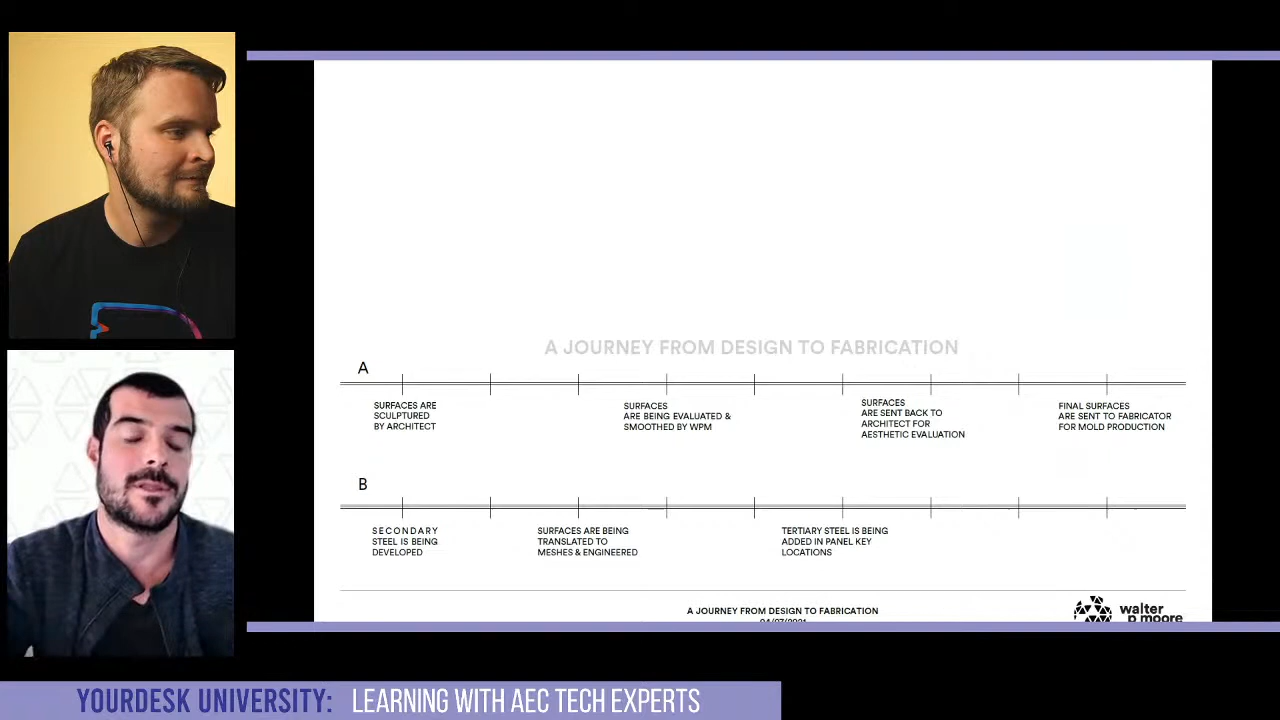 A JOURNEY FROM DESIGN TO FABRICATION
A
SURFACES ARE
SCULPTURED
BY ARCHITECT
SURFACES
ARE BEING EVALUATED &
SMOOTHED BY WPM
SURFACES
ARE SENT BACK TO
ARCHITECT FOR
AESTHETIC EVALUATION
FINAL SURFACES
ARE SENT TO FABRICATOR
FOR MOLD PRODUCTION
B
SECONDARY
STEEL IS BEING
DEVELOPED
SURFACES ARE BEING
TRANSLATED TO
MESHES & ENGINEERED
TERTIARY STEEL IS BEING
ADDED IN PANEL KEY
LOCATIONS
A JOURNEY FROM DESIGN TO FABRICATION
walter
p moore
YOURDESK UNIVERSITY: LEARNING WITH AEC TECH EXPERTS